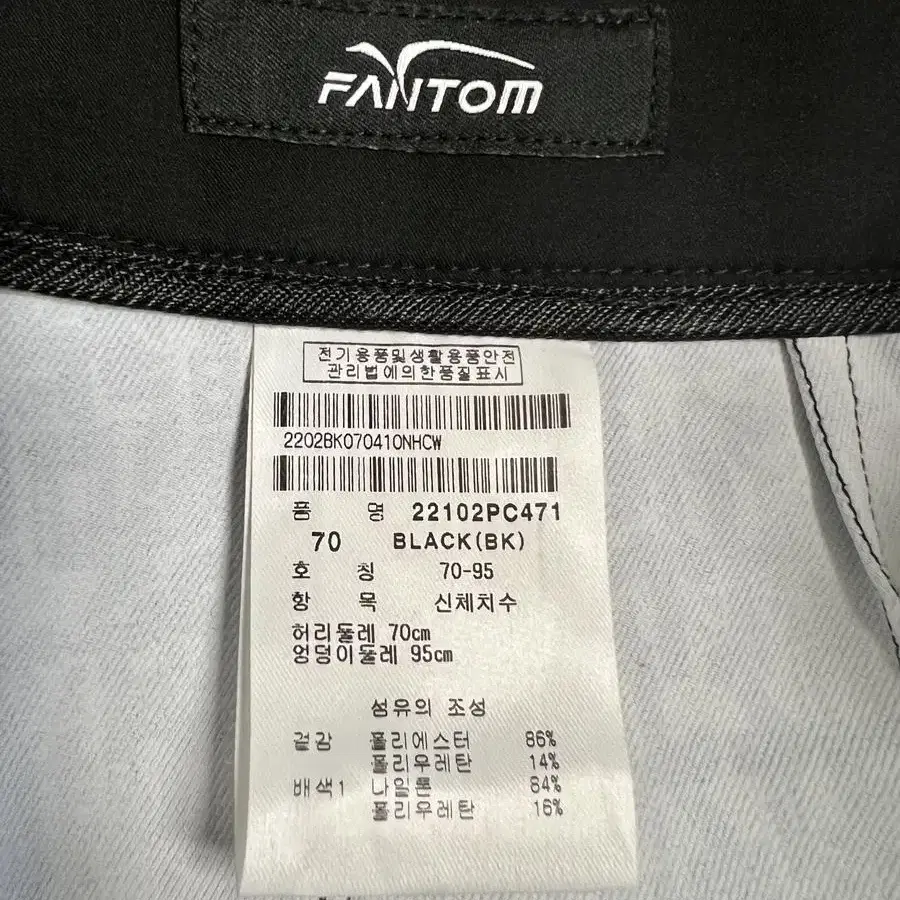 FANTOM
전기용품및생활용품안전
관리법에의한품질표시
2202BK070410NHCW
품 명 22102PC471
70 BLACK(BK)
호 칭 70-95
항 목 신체치수
허리둘레 70cm
엉덩이둘레 95cm
섬유의 조성
겉감 폴리에스터 86%
폴리우레탄 14%
배색1 나일론 84%
폴리우레탄 16%